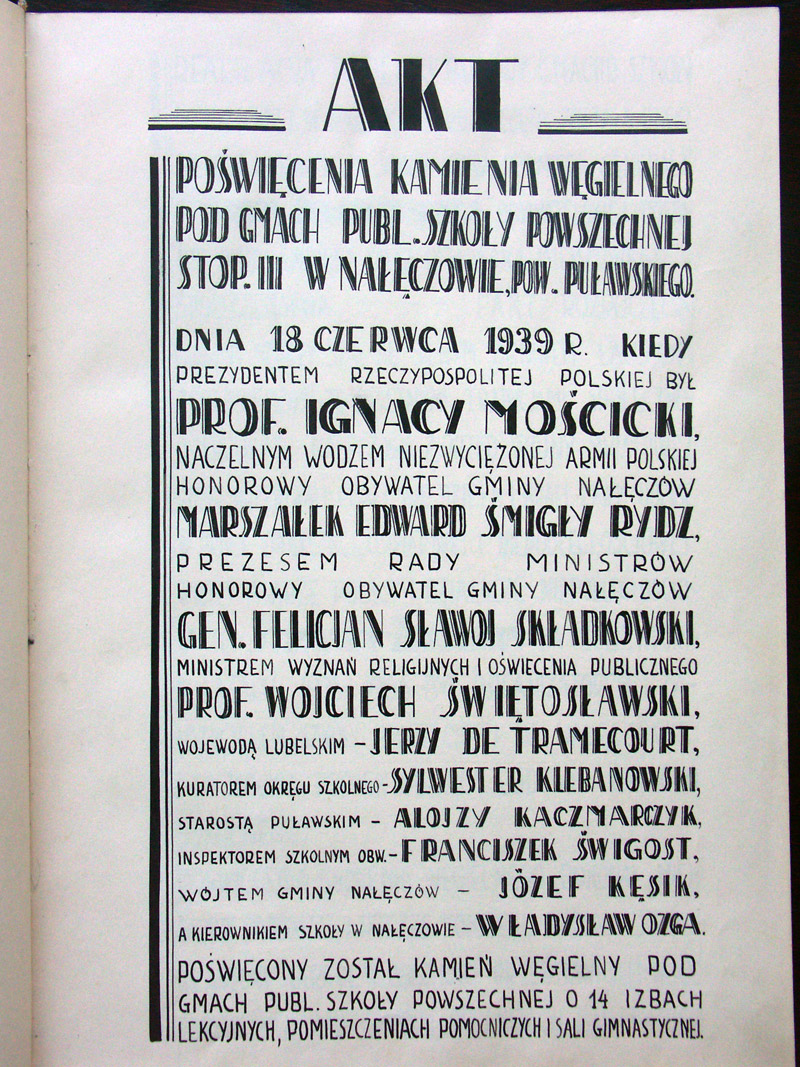 AKT
POŚWIĘCENIA KAMIENIA WĘGIELNEGO
POD GMACH PUBL. SZKOŁY POWSZECHNEJ
STOP. III W NAŁĘCZOWIE, POW. PUŁAWSKIEGO.
DNIA 18 CZERWCA 1939 R. KIEDY
PREZYDENTEM RZECZYPOSPOLITEJ POLSKIEJ BYŁ
PROF. IGNACY MOŚCICKI,
NACZELNYM WODZEM NIEZWYCIĘŻONEJ ARMII POLSKIEJ
HONOROWY OBYWATEL GMINY NAŁĘCZÓW
MARSZAŁEK EDWARD ŚMIGŁY RYDZ,
PREZESEM RADY MINISTRÓW
HONOROWY OBYWATEL GMINY NAŁĘCZÓW
GEN. FELICJAN SŁAWOJ SKŁADKOWSKI,
MINISTREM WYZNAŃ RELIGIJNYCH I OŚWIECENIA PUBLICZNEGO
PROF. WOJCIECH ŚWIĘTOSŁAWSKI,
WOJEWODĄ LUBELSKIM – JERZY DE TRAMECOURT,
KURATOREM OKRĘGU SZKOLNEGO - SYLWESTER KLEBANOWSKI,
STAROSTĄ PUŁAWSKIM – ALOJZY KACZMARCZYK,
INSPEKTOREM SZKOLNYM OBW. – FRANCISZEK ŚWIGOST,
WÓJTEM GMINY NAŁĘCZÓW – JÓZEF KĘSIK,
A KIEROWNIKIEM SZKOŁY W NAŁĘCZOWIE – WŁADYSŁAW OZGA.
POŚWIĘCONY ZOSTAŁ KAMIEŃ WĘGIELNY POD
GMACH PUBL. SZKOŁY POWSZECHNEJ O 14 IZBACH
LEKCYJNYCH, POMIESZCZENIACH POMOCNICZYCH I SALI GIMNASTYCZNEJ.